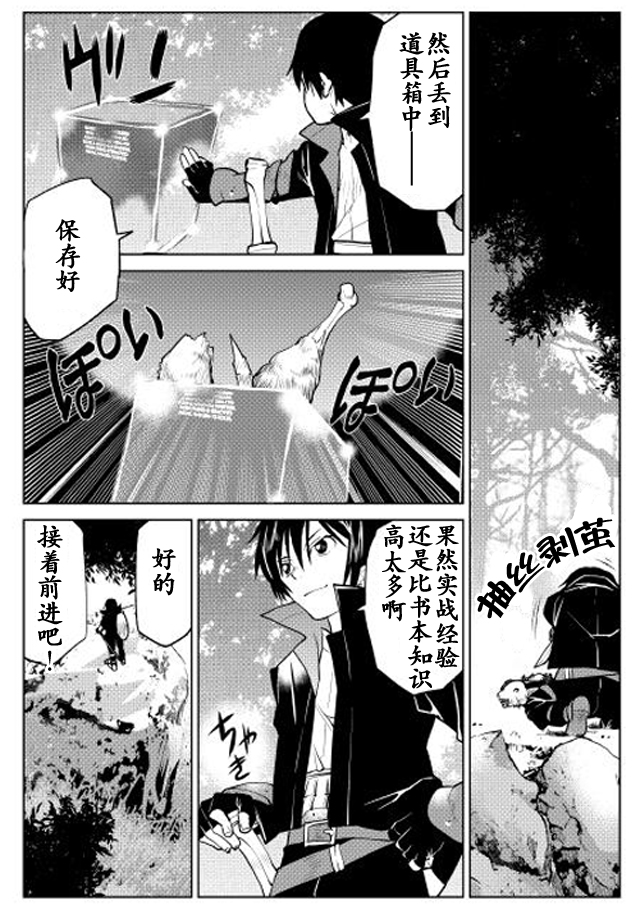 抽丝剥茧
然后丢到
道具箱中——
ヴン
保存好
ぽい
ぽい
果然实战经验
还是比书本知识
高太多啊
ちゃき
好的
接着前进吧！